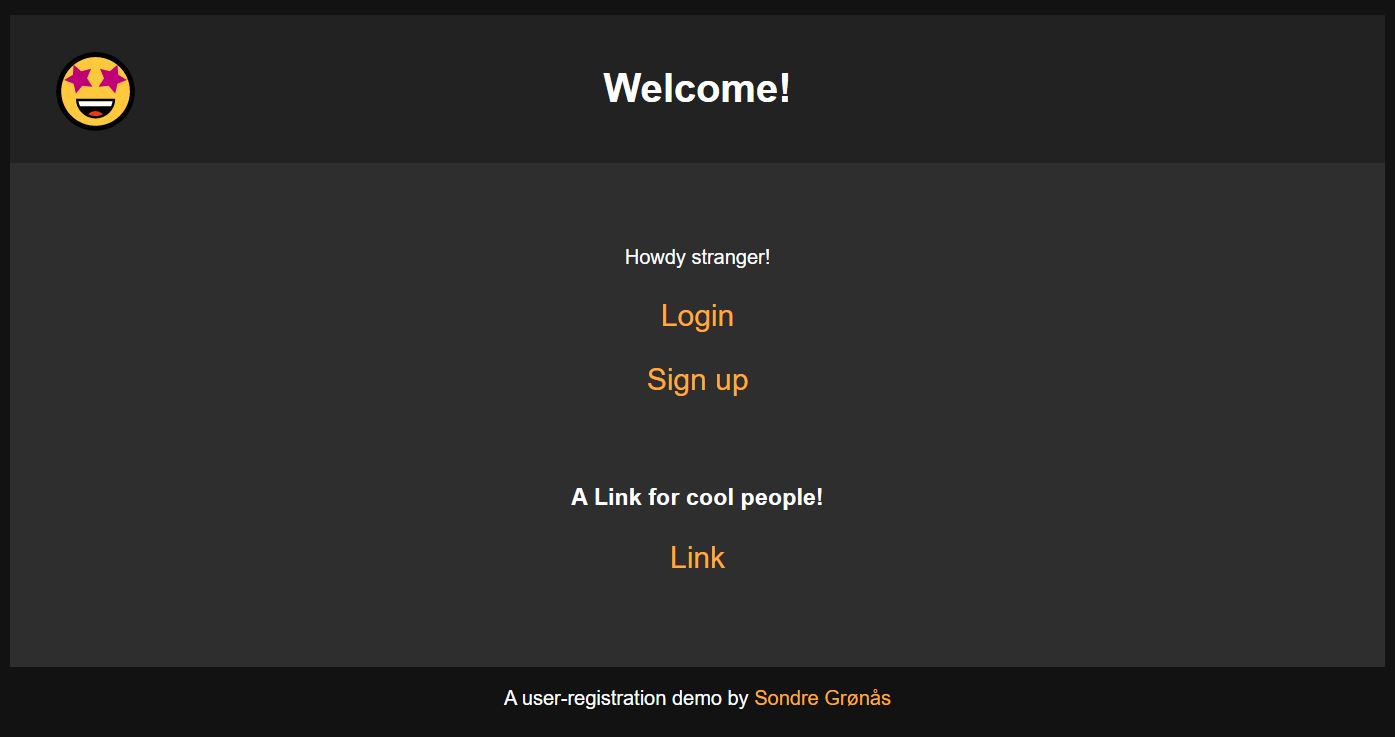 Welcome!
Howdy stranger!
Login
Sign up
A Link for cool people!
Link
A user-registration demo by Sondre Grønås